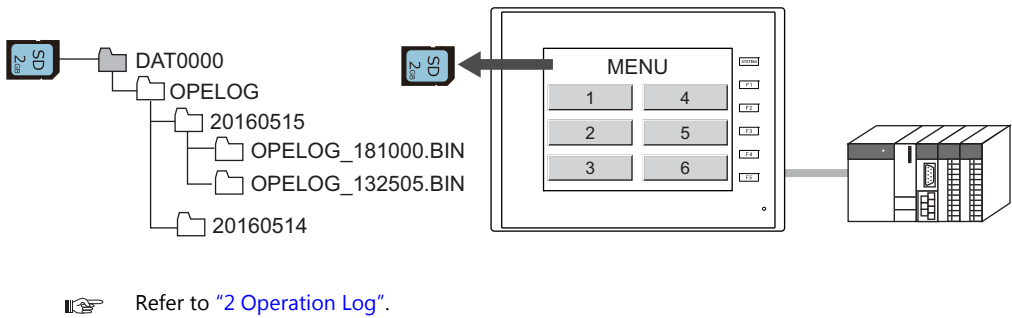 SD
2GB
DAT0000
OPELOG
20160515
OPELOG_181000.BIN
OPELOG_132505.BIN
20160514
SD
2GB
MENU
1
4
2
5
3
6
SYSTEM
F1
F2
F3
F4
F5
Refer to “2 Operation Log”.